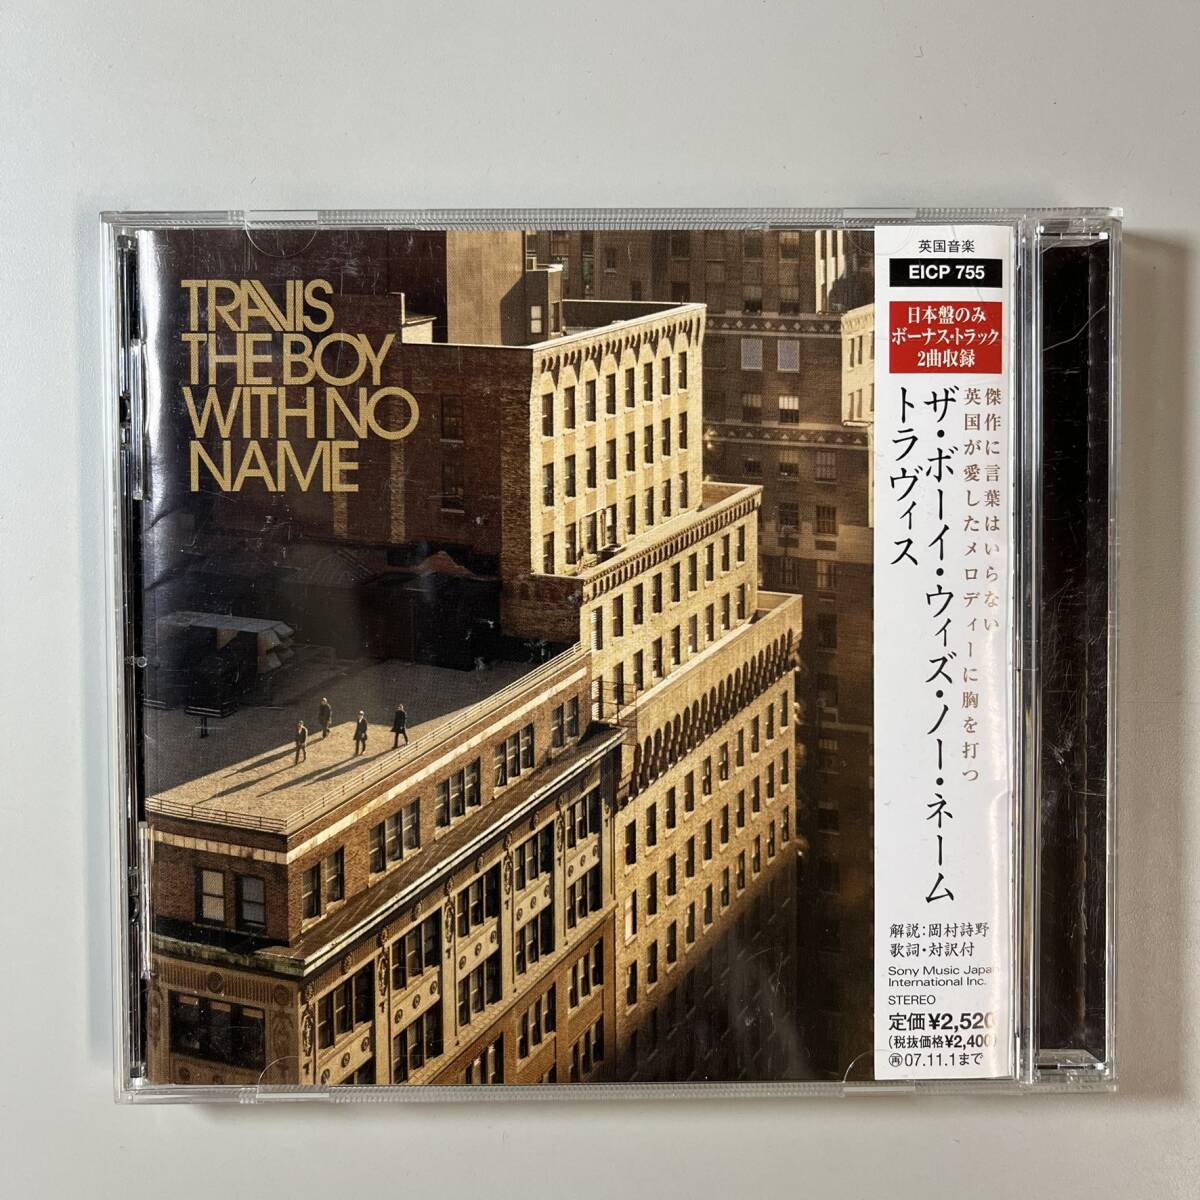 TRAVIS
THE BOY
WITH NO
NAME
英国音楽
EICP 755
日本盤のみ
ボーナス・トラック
2曲収録
傑作に言葉はいらない
英国が愛したメロディーに胸を打つ
ザ・ボーイ・ウィズ・ノー・ネーム
トラヴィス
解説:岡村詩野
歌詞・対訳付
Sony Music Japan
International Inc.
STEREO
定価¥2,520
(税抜価格¥2,400)
再07.11.1まで